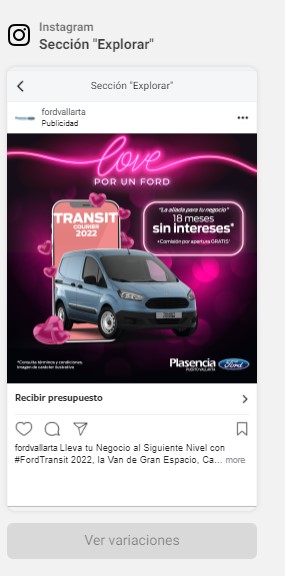 Instagram
Sección "Explorar"
Sección "Explorar"
fordvallarta
Publicidad
love
POR UN FORD
TRANSIT
COURIER
2022
"La aliada para tu negocio"
18 meses
sin intereses*
+Comisión por apertura GRATIS*
*Consulta términos y condiciones.
Imagen de carácter ilustrativo
Plasencia
PUERTO VALLARTA
Ford
Recibir presupuesto
fordvallarta Lleva tu Negocio al Siguiente Nivel con
#FordTransit 2022, la Van de Gran Espacio, Ca... more
Ver variaciones